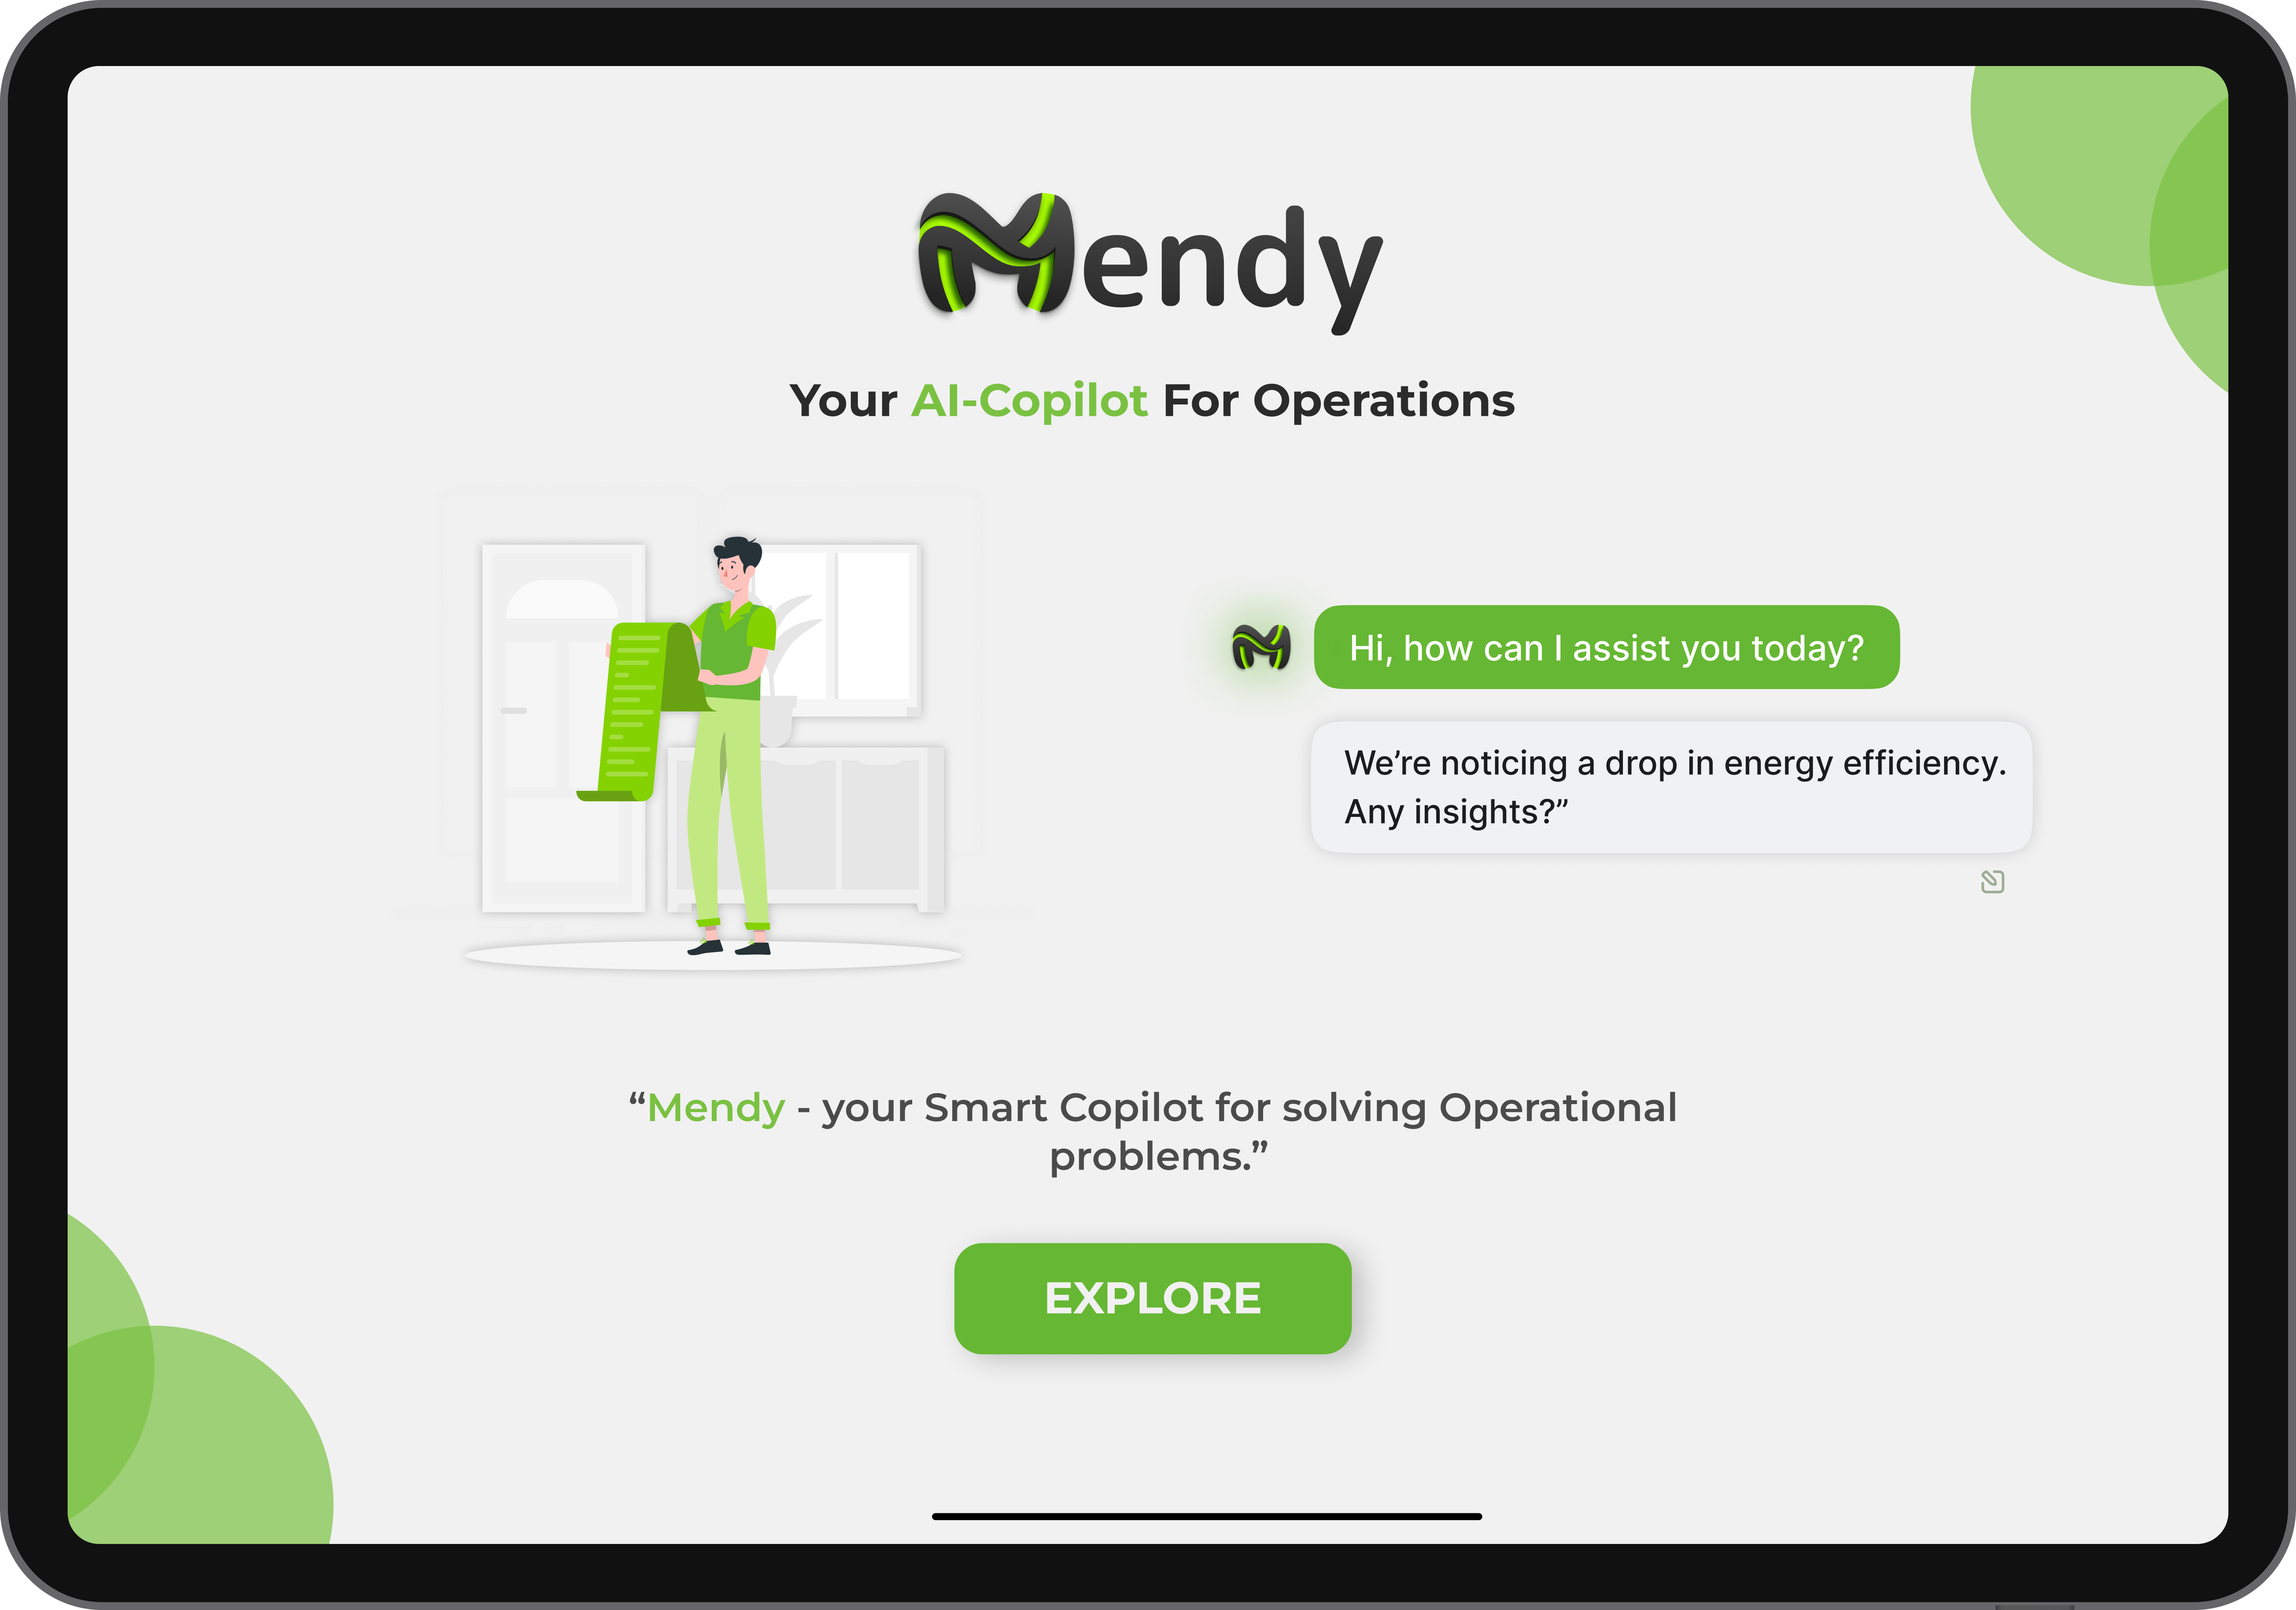 Mendy
Your AI-Copilot For Operations
Hi, how can I assist you today?
We’re noticing a drop in energy efficiency.
Any insights?”
“Mendy - your Smart Copilot for solving Operational
problems.”
EXPLORE